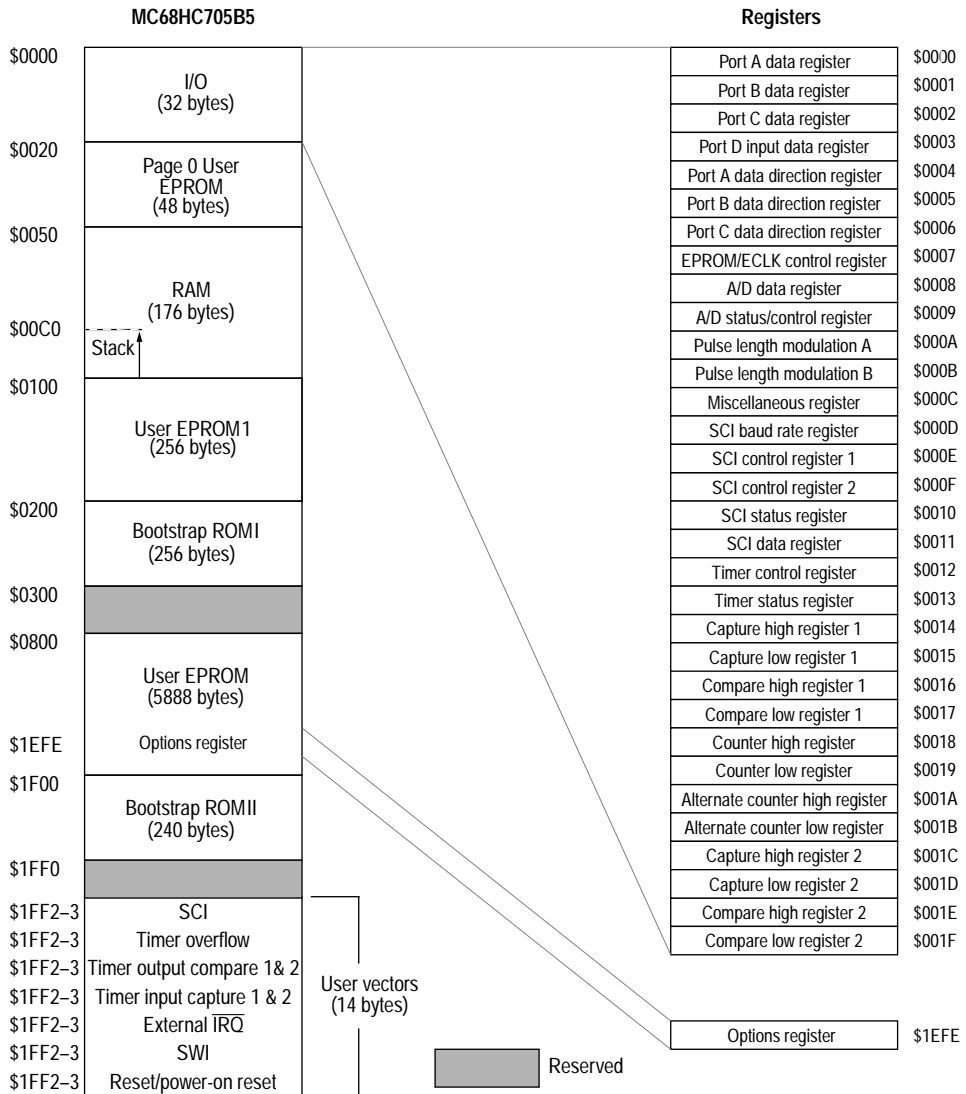 MC68HC705B5
Registers
$0000
I/O
(32 bytes)
$0020
Page 0 User
EPROM
(48 bytes)
$0050
RAM
(176 bytes)
$00C0
Stack
$0100
User EPROM1
(256 bytes)
$0200
Bootstrap ROMI
(256 bytes)
$0300
$0800
User EPROM
(5888 bytes)
$1EFE
Options register
$1F00
Bootstrap ROMII
(240 bytes)
$1FF0
$1FF2–3 SCI
$1FF2–3 Timer overflow
$1FF2–3 Timer output compare 1& 2
$1FF2–3 Timer input capture 1 & 2
$1FF2–3 External IRQ
$1FF2–3 SWI
$1FF2–3 Reset/power-on reset
User vectors
(14 bytes)
Reserved
Port A data register $0000
Port B data register $0001
Port C data register $0002
Port D input data register $0003
Port A data direction register $0004
Port B data direction register $0005
Port C data direction register $0006
EPROM/ECLK control register $0007
A/D data register $0008
A/D status/control register $0009
Pulse length modulation A $000A
Pulse length modulation B $000B
Miscellaneous register $000C
SCI baud rate register $000D
SCI control register 1 $000E
SCI control register 2 $000F
SCI status register $0010
SCI data register $0011
Timer control register $0012
Timer status register $0013
Capture high register 1 $0014
Capture low register 1 $0015
Compare high register 1 $0016
Compare low register 1 $0017
Counter high register $0018
Counter low register $0019
Alternate counter high register $001A
Alternate counter low register $001B
Capture high register 2 $001C
Capture low register 2 $001D
Compare high register 2 $001E
Compare low register 2 $001F
Options register $1EFE